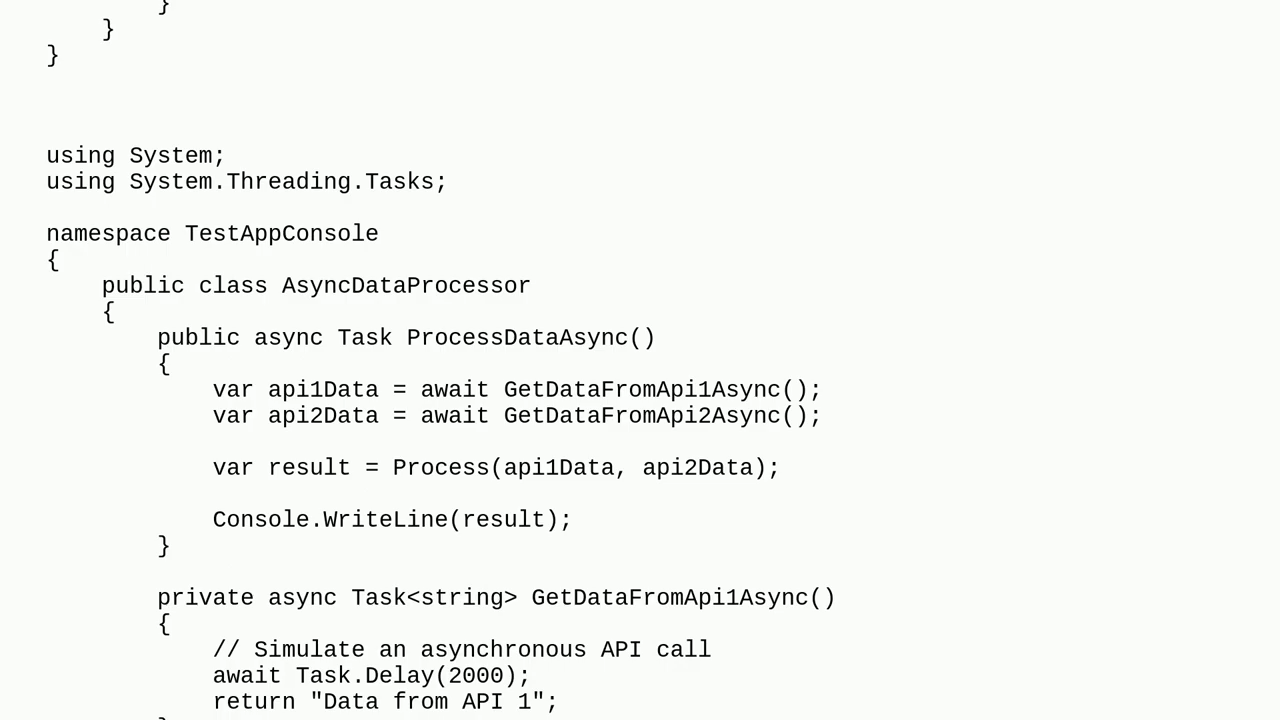 }
    }
}

using System;
using System.Threading.Tasks;

namespace TestAppConsole
{
    public class AsyncDataProcessor
    {
        public async Task ProcessDataAsync()
        {
            var api1Data = await GetDataFromApi1Async();
            var api2Data = await GetDataFromApi2Async();

            var result = Process(api1Data, api2Data);

            Console.WriteLine(result);
        }

        private async Task<string> GetDataFromApi1Async()
        {
            // Simulate an asynchronous API call
            await Task.Delay(2000);
            return "Data from API 1";
        }